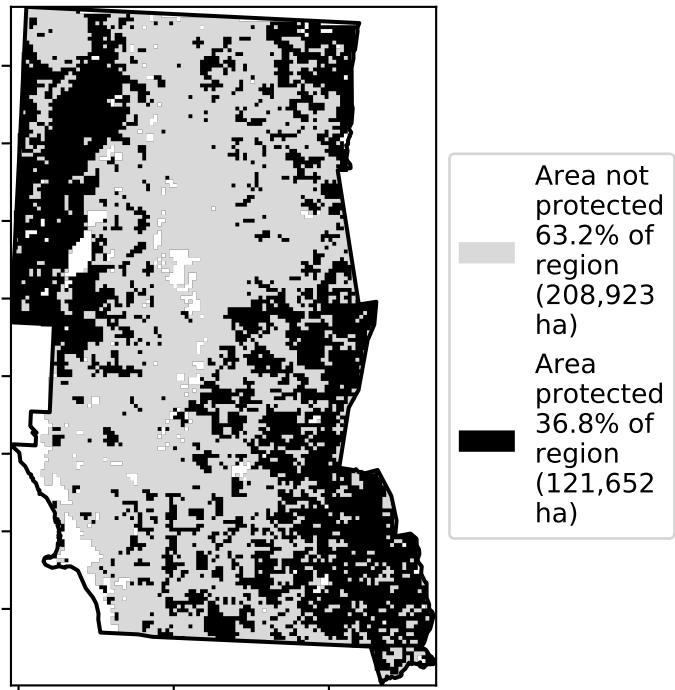 Area not
protected
63.2% of
region
(208,923
ha)
Area
protected
36.8% of
region
(121,652
ha)